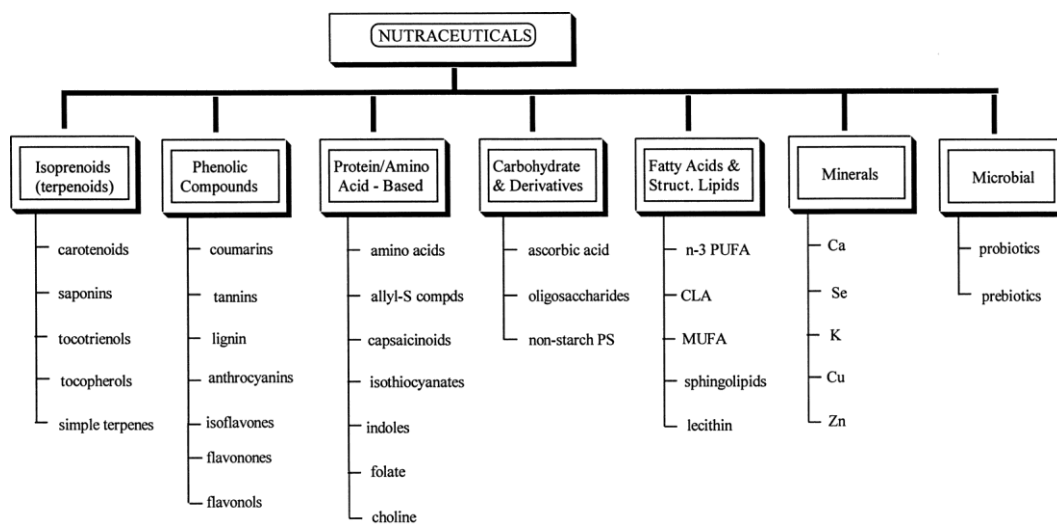 NUTRACEUTICALS
Isoprenoids
(terpenoids)
carotenoids
saponins
tocotrienols
tocopherols
simple terpenes
Phenolic
Compounds
coumarins
tannins
lignin
anthrocyanins
isoflavones
flavonones
flavonols
Protein/Amino
Acid - Based
amino acids
allyl-S compds
capsaicinoids
isothiocyanates
indoles
folate
choline
Carbohydrate
& Derivatives
ascorbic acid
oligosaccharides
non-starch PS
Fatty Acids &
Struct. Lipids
n-3 PUFA
CLA
MUFA
sphingolipids
lecithin
Minerals
Ca
Se
K
Cu
Zn
Microbial
probiotics
prebiotics